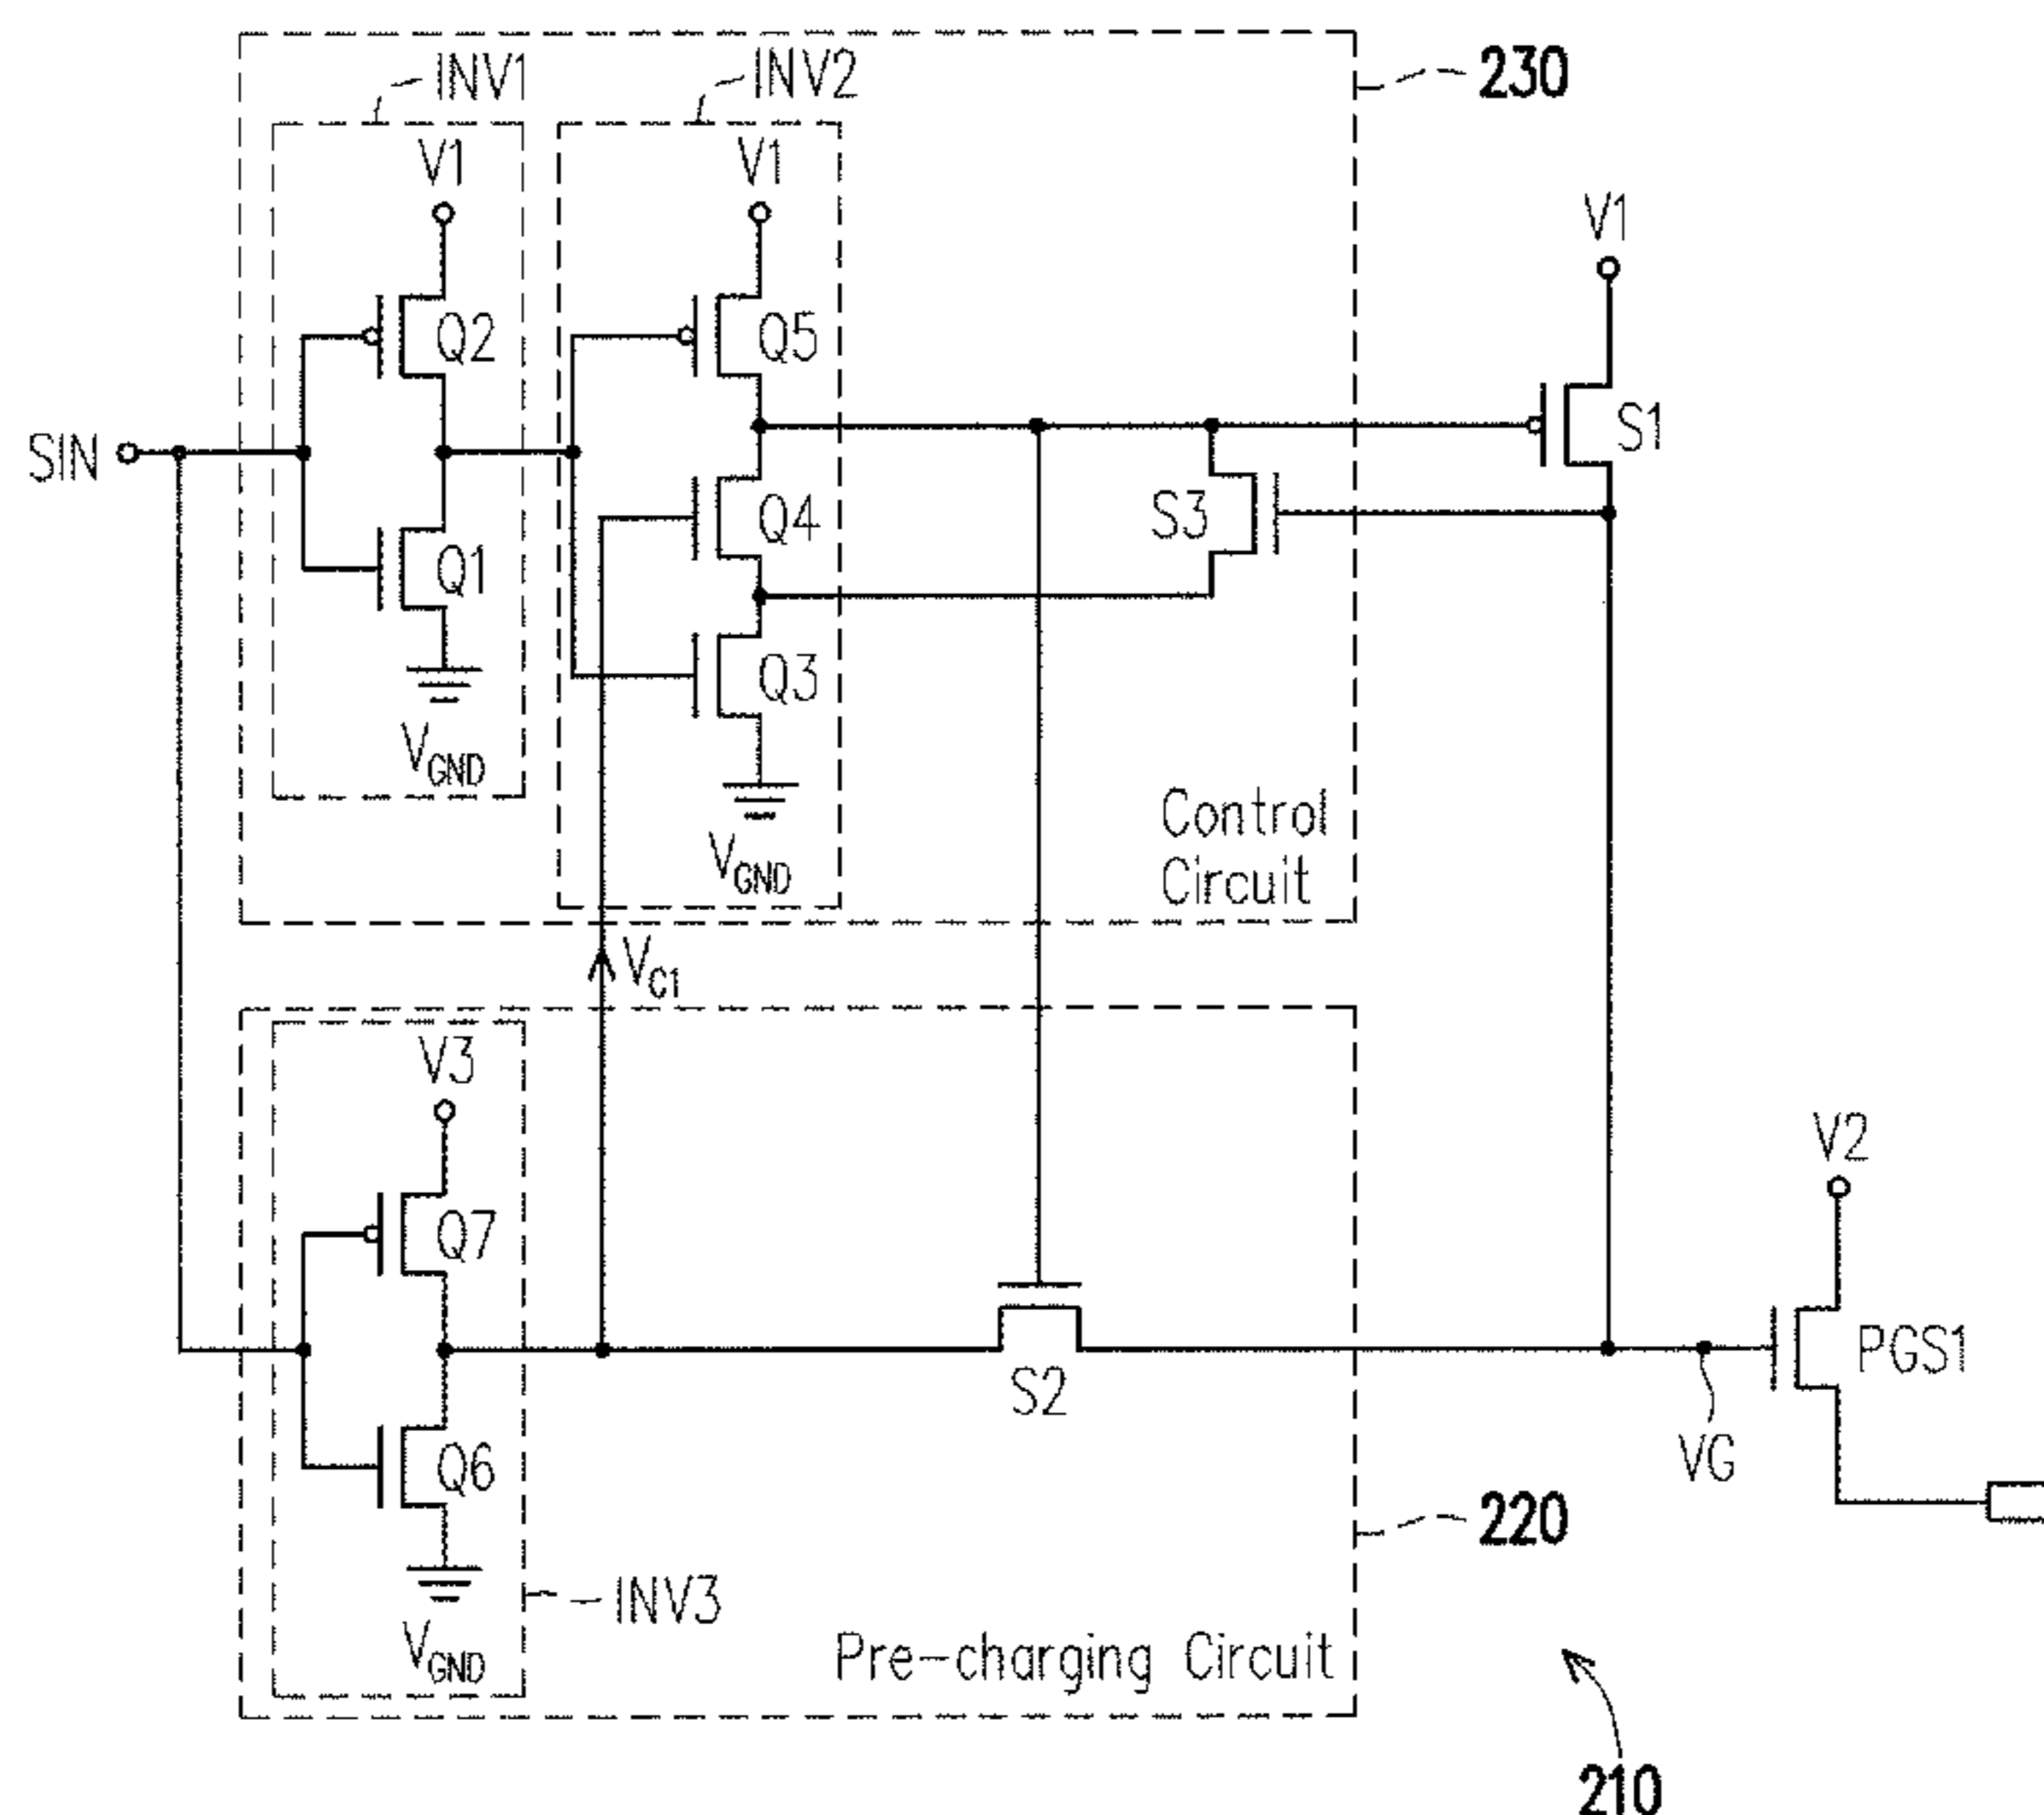 INV1
INV2
230
V1
V1
V1
Q2
Q5
S1
SIN
Q4
S3
Q1
Q3
VGND
VGND
Control
Circuit
VC1
V3
V2
Q7
PGS1
S2
VG
Q6
220
INV3
VGND
Pre-charging Circuit
210